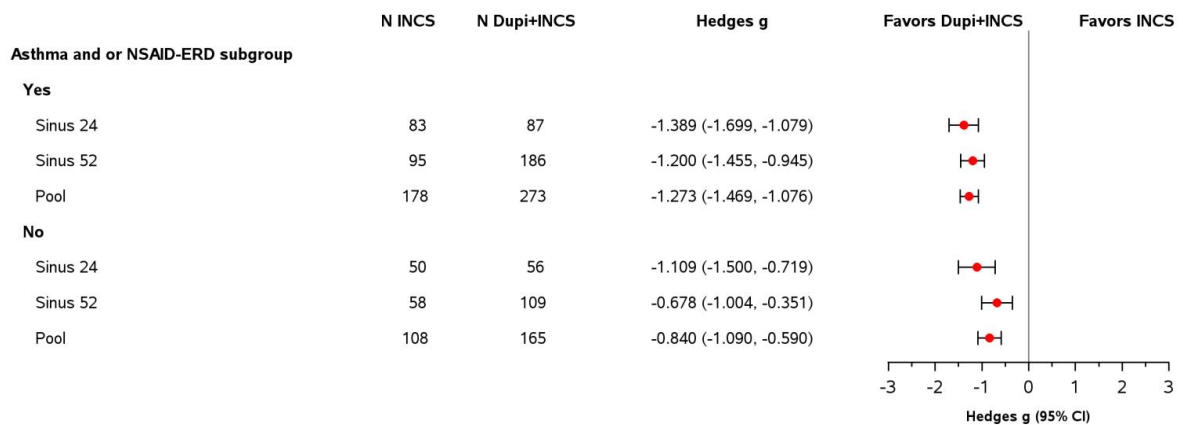 N INCS N Dupi+INCS Hedges g Favors Dupi+INCS Favors INCS
Asthma and or NSAID-ERD subgroup
Yes
Sinus 24 83 87 -1.389 (-1.699, -1.079)
Sinus 52 95 186 -1.200 (-1.455, -0.945)
Pool 178 273 -1.273 (-1.469, -1.076)
No
Sinus 24 50 56 -1.109 (-1.500, -0.719)
Sinus 52 58 109 -0.678 (-1.004, -0.351)
Pool 108 165 -0.840 (-1.090, -0.590)
-3 -2 -1 0 1 2 3
Hedges g (95% CI)